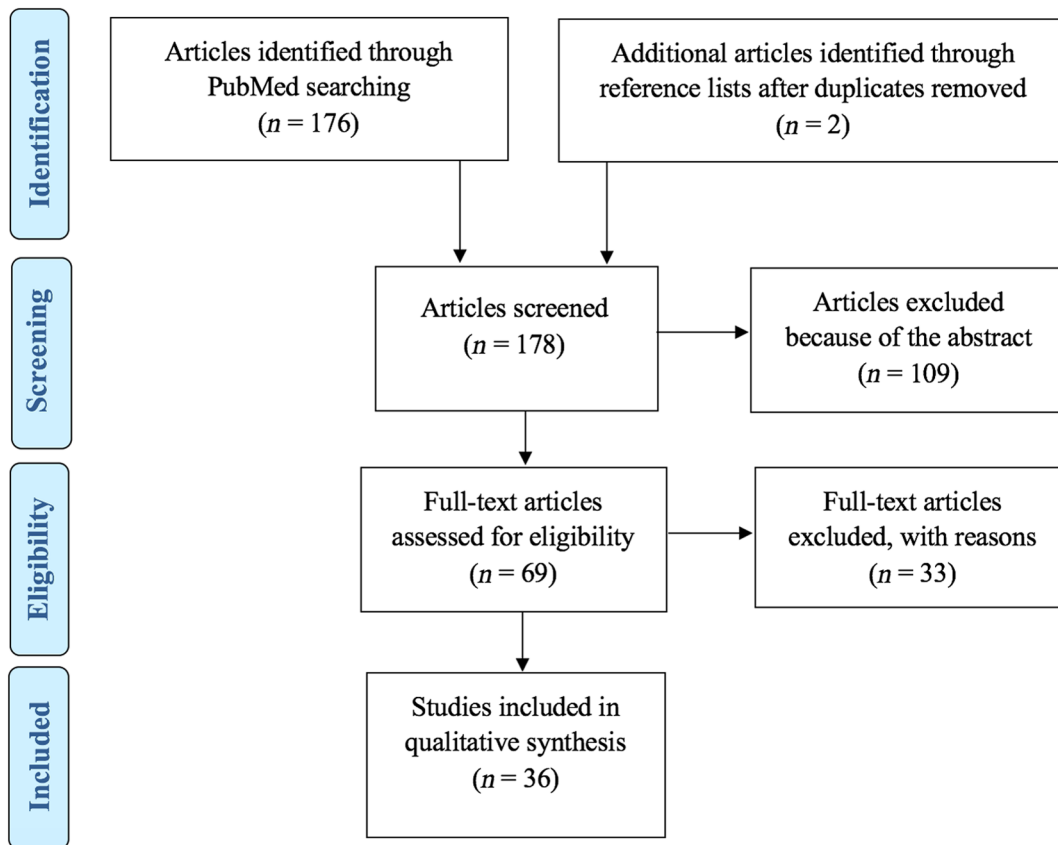 Identification
Articles identified through
PubMed searching
(n = 176)
Additional articles identified through
reference lists after duplicates removed
(n = 2)
Screening
Articles screened
(n = 178)
Articles excluded
because of the abstract
(n = 109)
Eligibility
Full-text articles
assessed for eligibility
(n = 69)
Full-text articles
excluded, with reasons
(n = 33)
Included
Studies included in
qualitative synthesis
(n = 36)